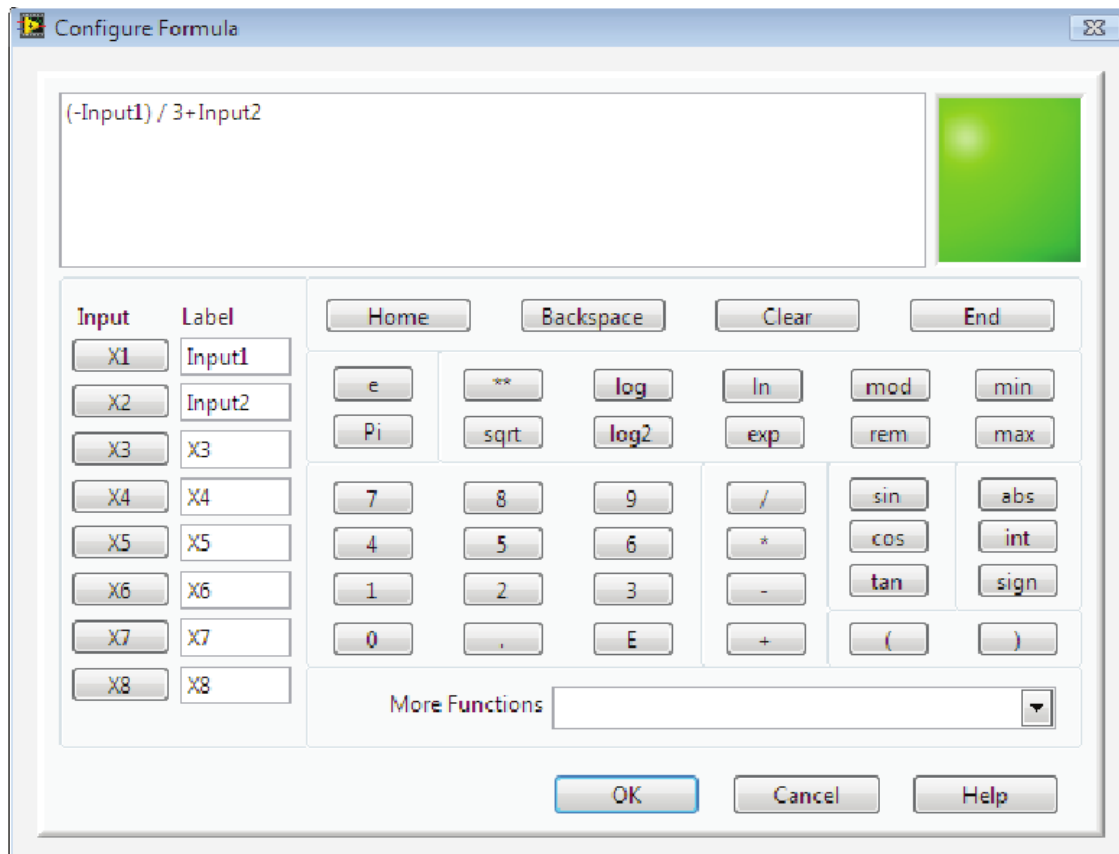 Configure Formula
(-Input1) / 3+Input2
Input Label
Home Backspace Clear End
X1 Input1
e ** log ln mod min
X2 Input2
Pi sqrt log2 exp rem max
X3 X3
X4 X4
7 8 9 / sin abs
X5 X5
4 5 6 * cos int
X6 X6
1 2 3 - tan sign
X7 X7
0 , E + ( )
X8 X8
More Functions
OK Cancel Help